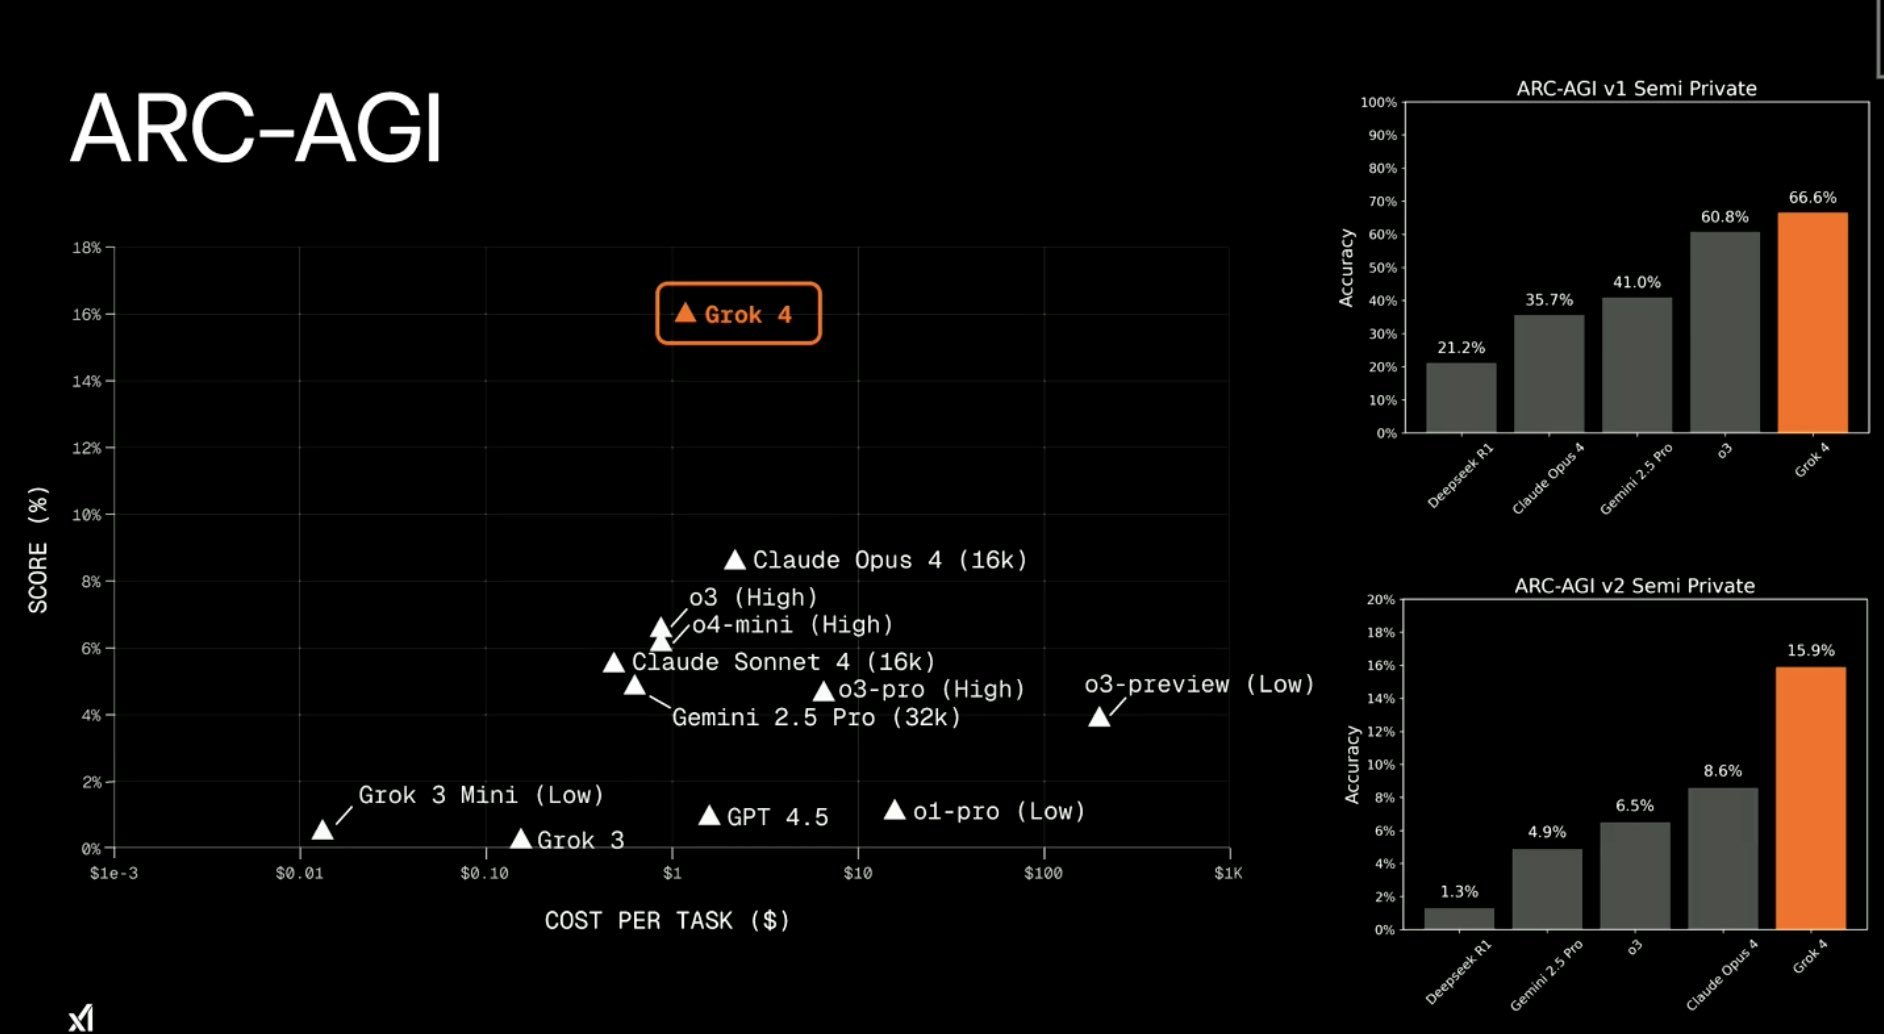 ARC-AGI
18%
16%
14%
12%
10%
8%
6%
4%
2%
0%
SCORE (%)
Grok 4
Claude Opus 4 (16k)
o3 (High)
o4-mini (High)
Claude Sonnet 4 (16k)
o3-pro (High)
o3-preview (Low)
Gemini 2.5 Pro (32k)
Grok 3 Mini (Low)
GPT 4.5
o1-pro (Low)
Grok 3
$1e-3 $0.01 $0.10 $1 $10 $100 $1K
COST PER TASK ($)
ARC-AGI v1 Semi Private
100%
90%
80%
70%
60%
50%
40%
30%
20%
10%
0%
Accuracy
21.2%
35.7%
41.0%
60.8%
66.6%
Deepseek R1
Claude Opus 4
Gemini 2.5 Pro
o3
Grok 4
ARC-AGI v2 Semi Private
20%
18%
16%
14%
12%
10%
8%
6%
4%
2%
0%
Accuracy
1.3%
4.9%
6.5%
8.6%
15.9%
Deepseek R1
Gemini 2.5 Pro
o3
Claude Opus 4
Grok 4
xI